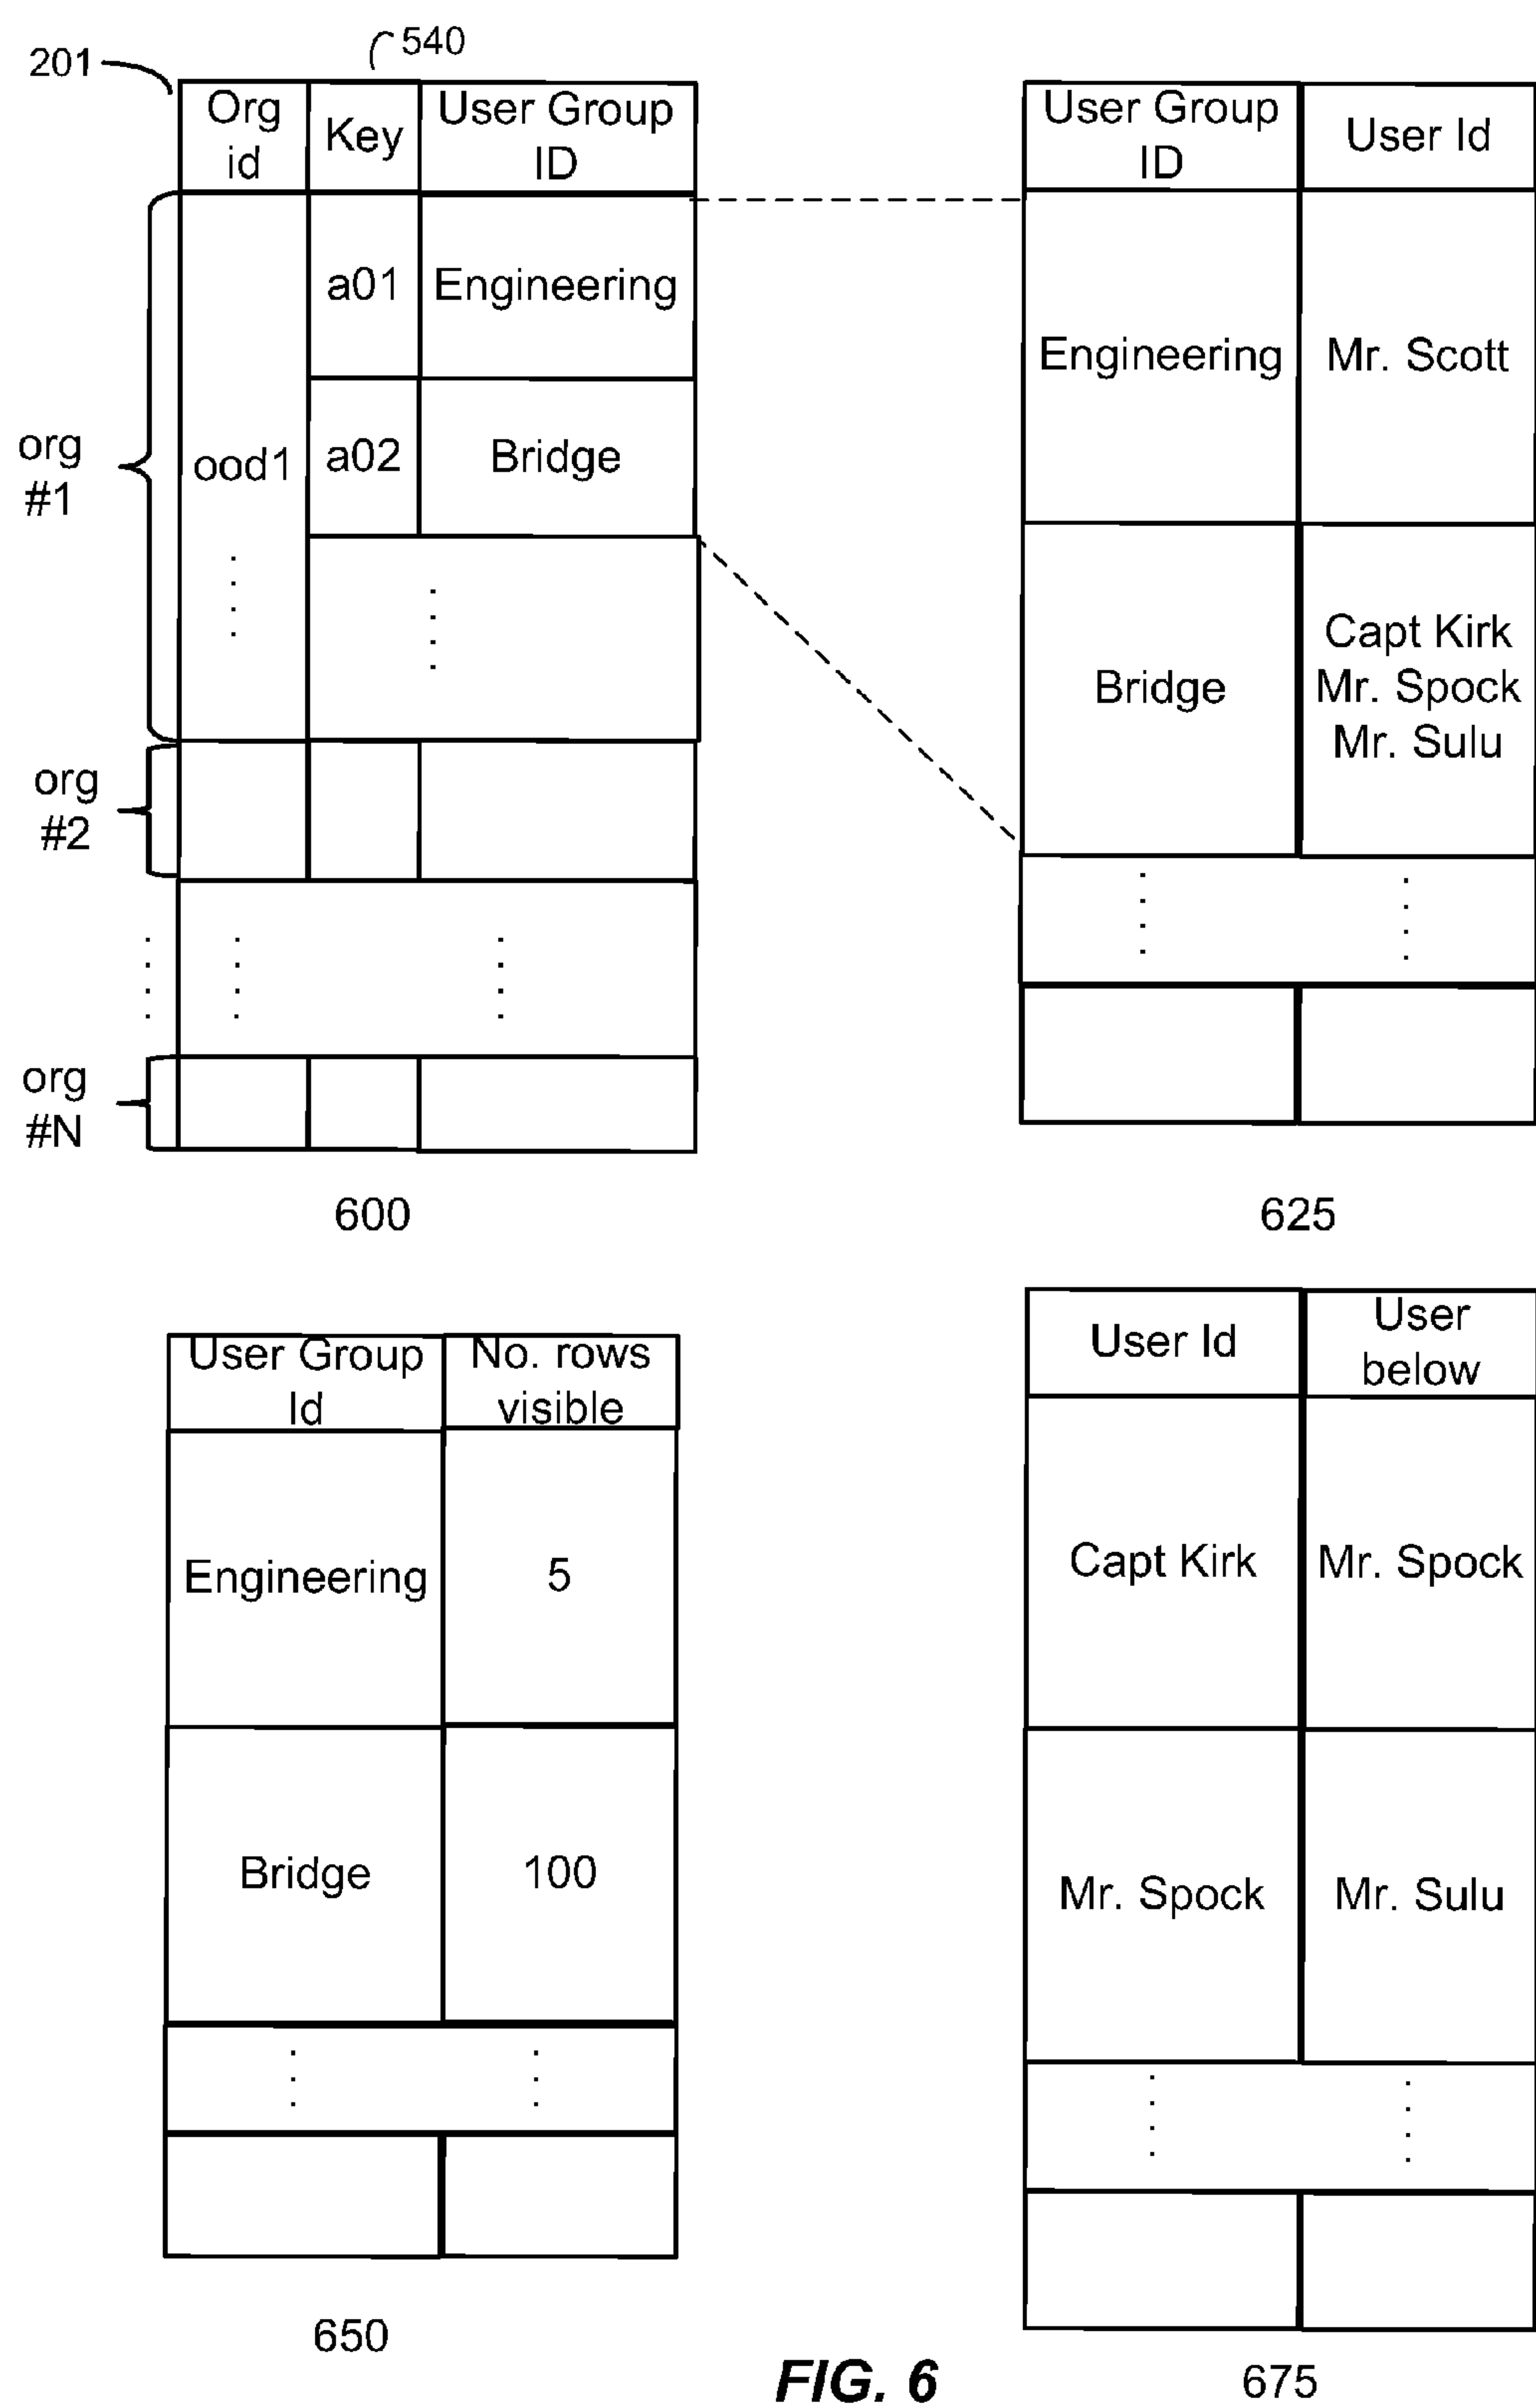 540
201
Org
id
Key
User Group
ID
a01
Engineering
org
#1
ood1
a02
Bridge
org
#2
org
#N
600
User Group
ID
User Id
Engineering
Mr. Scott
Bridge
Capt Kirk
Mr. Spock
Mr. Sulu
625
User Group
Id
No. rows
visible
Engineering
5
Bridge
100
650
User Id
User
below
Capt Kirk
Mr. Spock
Mr. Spock
Mr. Sulu
675
FIG. 6